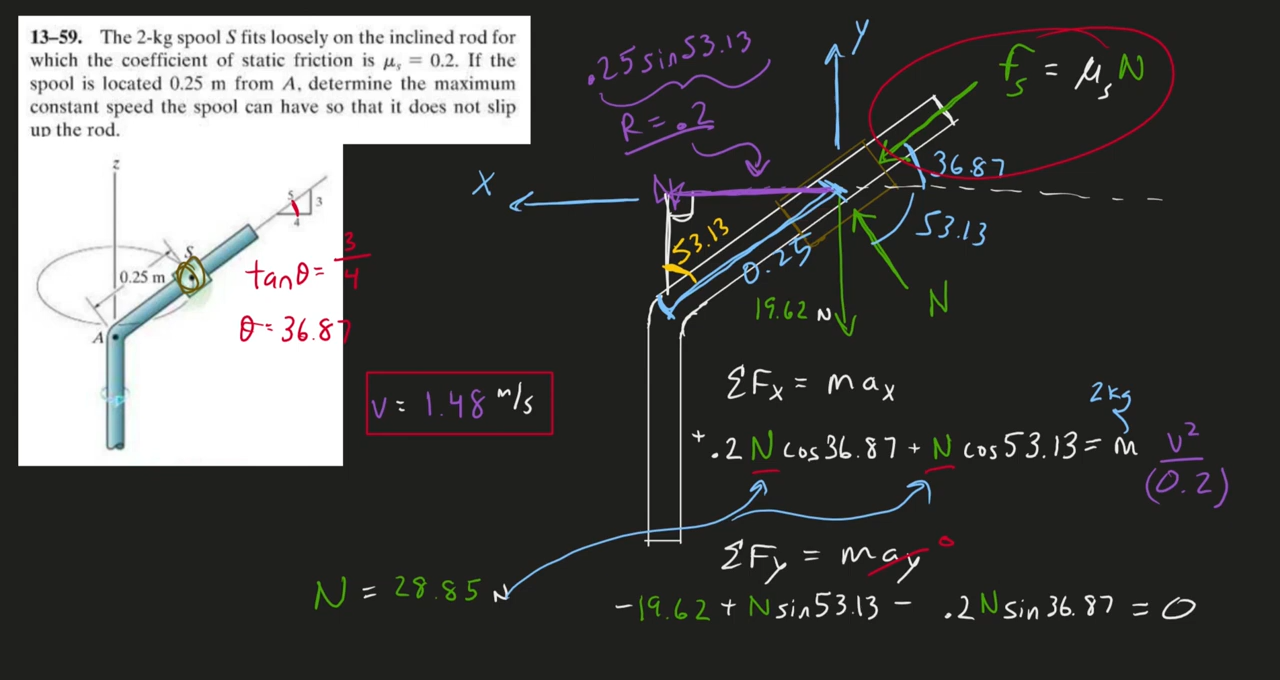 13–59. The 2-kg spool S fits loosely on the inclined rod for
which the coefficient of static friction is μₛ = 0.2. If the
spool is located 0.25 m from A, determine the maximum
constant speed the spool can have so that it does not slip
up the rod.
z
5
3
4
S
0.25 m
A
tanθ = 3/4
θ = 36.87
v = 1.48 m/s
.25 sin 53.13
R = .2
X
Y
fₛ = μₛ N
36.87
53.13
53.13
0.25
19.62 N
N
ΣFx = max
2kg
+ .2 N cos 36.87 + N cos 53.13 = m v²/(0.2)
ΣFy = may 0
N = 28.85 N
-19.62 + N sin 53.13 - .2 N sin 36.87 = 0